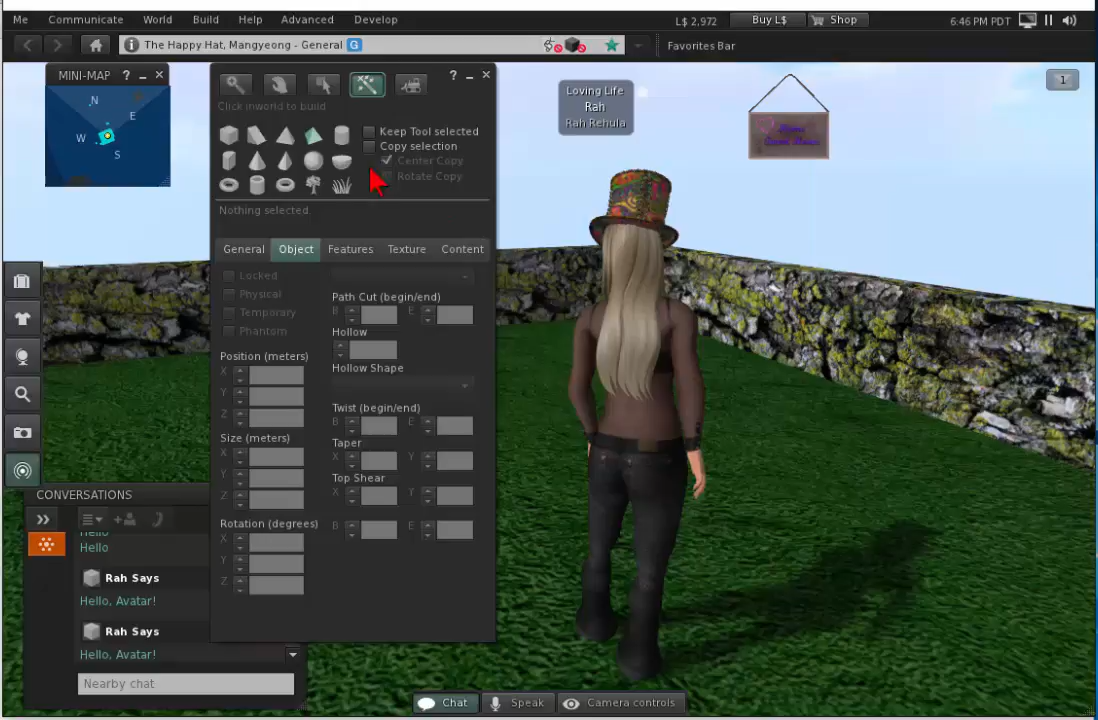 Me Communicate World Build Help Advanced Develop L$ 2,972 Buy L$ Shop 6:46 PM PDT
The Happy Hat, Mangyeong - General G Favorites Bar
MINI-MAP ?
N
E
W
S
?
Click inworld to build
Keep Tool selected
Copy selection
Center Copy
Rotate Copy
Nothing selected.
General Object Features Texture Content
Locked
Physical
Temporary
Phantom
Position (meters)
X
Y
Z
Size (meters)
X
Y
Z
Rotation (degrees)
X
Y
Z
Path Cut (begin/end)
B E
Hollow
Hollow Shape
Twist (begin/end)
B E
Taper
X Y
Top Shear
X Y
B E
Loving Life
Rah
Rah Rehula
1
CONVERSATIONS
Hello
Hello
Rah Says
Hello, Avatar!
Rah Says
Hello, Avatar!
Nearby chat
Chat Speak Camera controls